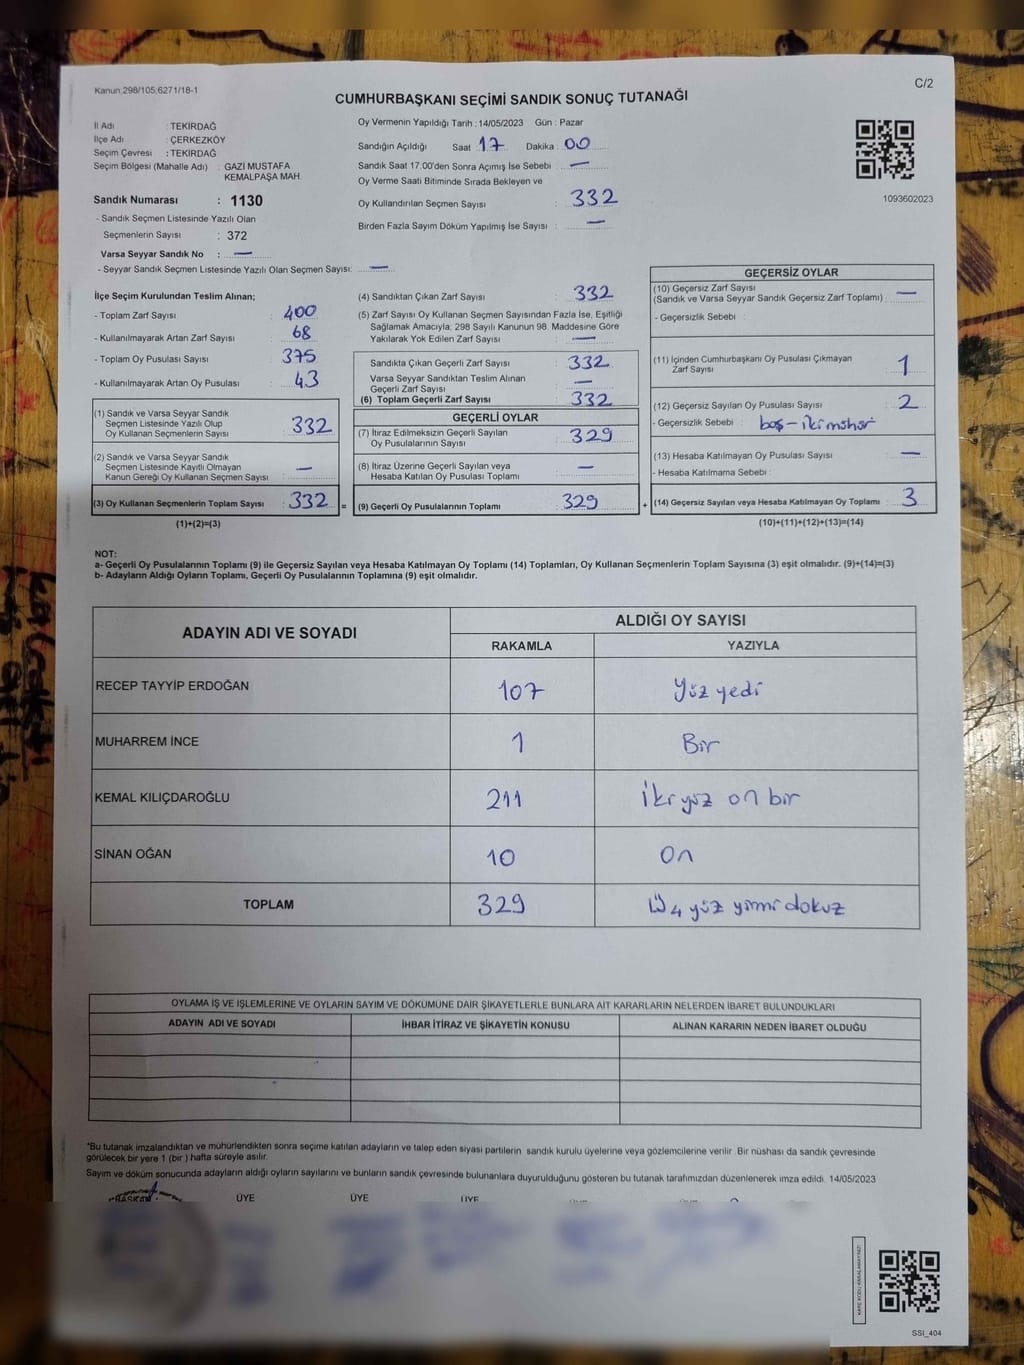 Kanun;298/105;6271/18-1
C/2
CUMHURBAŞKANI SEÇİMİ SANDIK SONUÇ TUTANAĞI
İl Adı : TEKİRDAĞ
İlçe Adı : ÇERKEZKÖY
Seçim Çevresi : TEKİRDAĞ
Seçim Bölgesi (Mahalle Adı) : GAZİ MUSTAFA
KEMALPAŞA MAH.
Sandık Numarası : 1130
- Sandık Seçmen Listesinde Yazılı Olan
Seçmenlerin Sayısı : 372
Varsa Seyyar Sandık No : —
- Seyyar Sandık Seçmen Listesinde Yazılı Olan Seçmen Sayısı: —
Oy Vermenin Yapıldığı Tarih : 14/05/2023 Gün : Pazar
Sandığın Açıldığı Saat 17 Dakika : 00
Sandık Saat 17.00'den Sonra Açımış İse Sebebi : —
Oy Verme Saati Bitiminde Sırada Bekleyen ve
Oy Kullandırılan Seçmen Sayısı : 332
Birden Fazla Sayım Döküm Yapılmış İse Sayısı : —
1093602023
İlçe Seçim Kurulundan Teslim Alınan;
- Toplam Zarf Sayısı : 400
- Kullanılmayarak Artan Zarf Sayısı : 68
- Toplam Oy Pusulası Sayısı : 375
- Kullanılmayarak Artan Oy Pusulası : 43
(1) Sandık ve Varsa Seyyar Sandık
Seçmen Listesinde Yazılı Olup
Oy Kullanan Seçmenlerin Sayısı : 332
(2) Sandık ve Varsa Seyyar Sandık
Seçmen Listesinde Kayıtlı Olmayan
Kanun Gereği Oy Kullanan Seçmen Sayısı : —
(3) Oy Kullanan Seçmenlerin Toplam Sayısı : 332 =
(1)+(2)=(3)
(4) Sandıktan Çıkan Zarf Sayısı : 332
(5) Zarf Sayısı Oy Kullanan Seçmen Sayısından Fazla İse, Eşitliği
Sağlamak Amacıyla; 298 Sayılı Kanunun 98. Maddesine Göre
Yakılarak Yok Edilen Zarf Sayısı : —
Sandıkta Çıkan Geçerli Zarf Sayısı : 332
Varsa Seyyar Sandıktan Teslim Alınan
Geçerli Zarf Sayısı : —
(6) Toplam Geçerli Zarf Sayısı : 332
GEÇERLİ OYLAR
(7) İtiraz Edilmeksizin Geçerli Sayılan
Oy Pusulalarının Sayısı : 329
(8) İtiraz Üzerine Geçerli Sayılan veya
Hesaba Katılan Oy Pusulası Toplamı : —
(9) Geçerli Oy Pusulalarının Toplamı : 329 +
GEÇERSİZ OYLAR
(10) Geçersiz Zarf Sayısı
(Sandık ve Varsa Seyyar Sandık Geçersiz Zarf Toplamı) : —
- Geçersizlik Sebebi :
(11) İçinden Cumhurbaşkanı Oy Pusulası Çıkmayan
Zarf Sayısı : 1
(12) Geçersiz Sayılan Oy Pusulası Sayısı : 2
- Geçersizlik Sebebi : boş - iki mühür
(13) Hesaba Katılmayan Oy Pusulası Sayısı : —
- Hesaba Katılmama Sebebi :
(14) Geçersiz Sayılan veya Hesaba Katılmayan Oy Toplamı : 3
(10)+(11)+(12)+(13)=(14)
NOT:
a- Geçerli Oy Pusulalarının Toplamı (9) ile Geçersiz Sayılan veya Hesaba Katılmayan Oy Toplamı (14) Toplamları, Oy Kullanan Seçmenlerin Toplam Sayısına (3) eşit olmalıdır. (9)+(14)=(3)
b- Adayların Aldığı Oyların Toplamı, Geçerli Oy Pusulalarının Toplamına (9) eşit olmalıdır.
ADAYIN ADI VE SOYADI
ALDIĞI OY SAYISI
RAKAMLA YAZIYLA
RECEP TAYYİP ERDOĞAN 107 Yüz yedi
MUHARREM İNCE 1 Bir
KEMAL KILIÇDAROĞLU 211 İki yüz on bir
SİNAN OĞAN 10 On
TOPLAM 329 Üç yüz yirmi dokuz
OYLAMA İŞ VE İŞLEMLERİNE VE OYLARIN SAYIM VE DÖKÜMÜNE DAİR ŞİKAYETLERLE BUNLARA AİT KARARLARIN NELERDEN İBARET BULUNDUKLARI
ADAYIN ADI VE SOYADI İHBAR İTİRAZ VE ŞİKAYETİN KONUSU ALINAN KARARIN NEDEN İBARET OLDUĞU
*Bu tutanak imzalandıktan ve mühürlendikten sonra seçime katılan adayların ve talep eden siyasi partilerin sandık kurulu üyelerine veya gözlemcilerine verilir. Bir nüshası da sandık çevresinde
görülecek bir yere 1 (bir) hafta süreyle asılır.
Sayım ve döküm sonucunda adayların aldığı oyların sayılarını ve bunların sandık çevresinde bulunanlara duyurulduğunu gösteren bu tutanak tarafımızdan düzenlenerek imza edildi. 14/05/2023
BAŞKAN ÜYE ÜYE ÜYE
KARE KODU KARALAMAYINIZ!
SSI_404